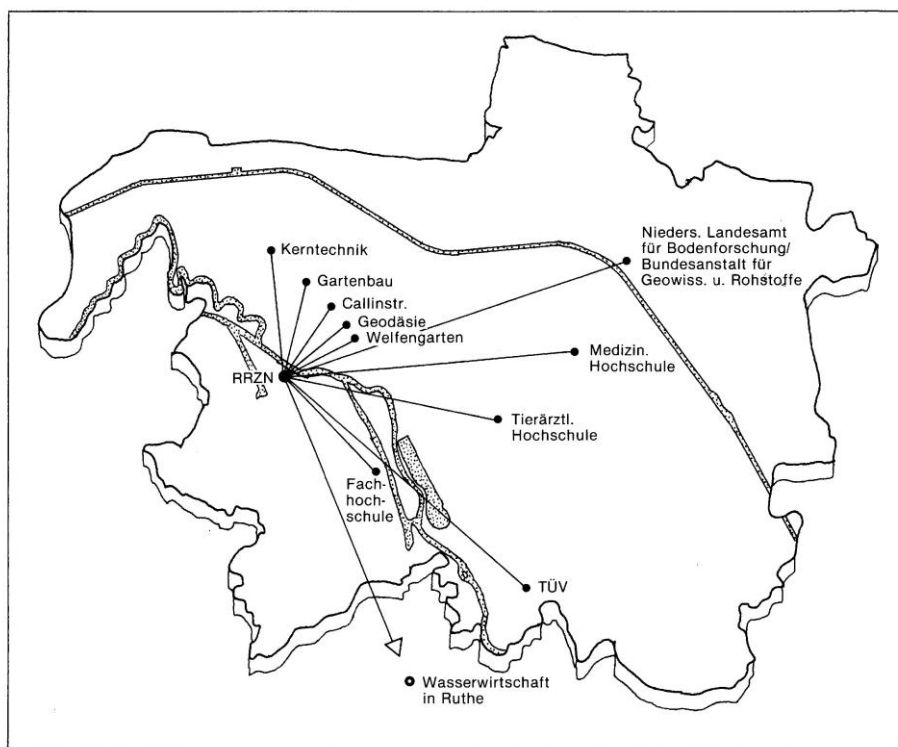 Kerntechnik
Gartenbau
Callinstr.
Geodäsie
Welfengarten
RRZN
Nieders. Landesamt
für Bodenforschung/
Bundesanstalt für
Geowiss. u. Rohstoffe
Medizin.
Hochschule
Tierärztl.
Hochschule
Fach-
hoch-
schule
TÜV
Wasserwirtschaft
in Ruthe